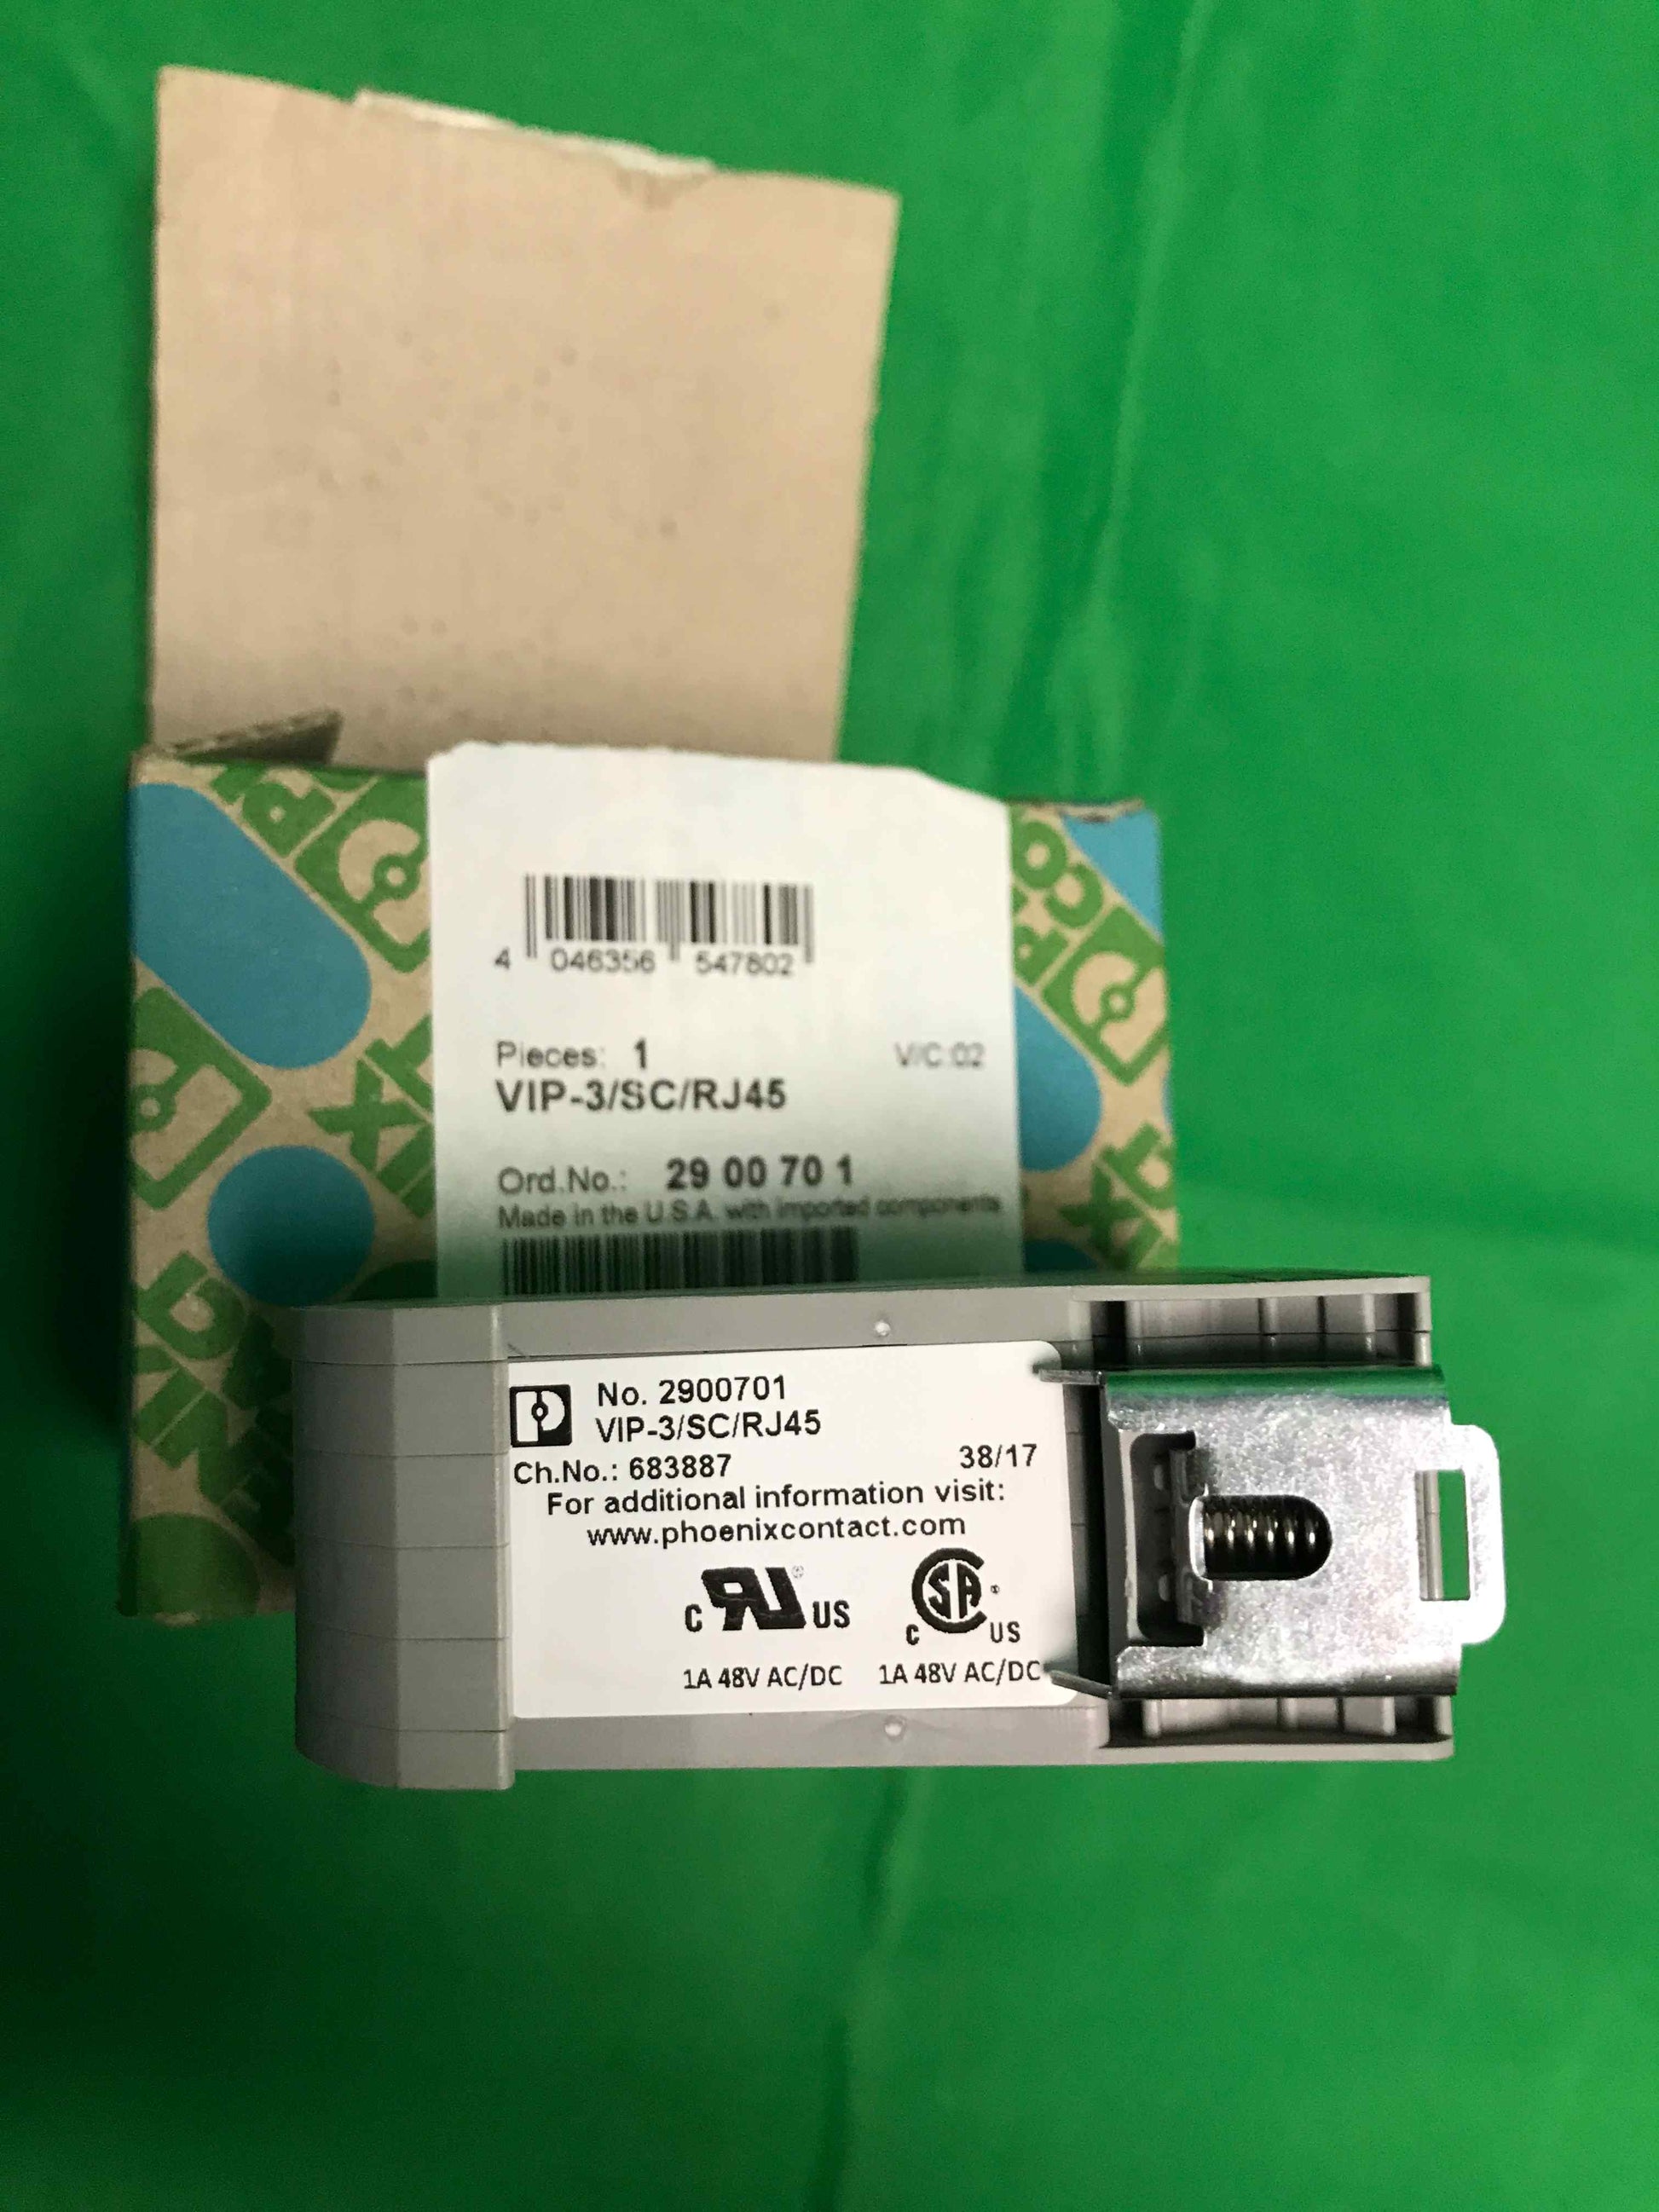 4 046356 547802
Pieces: 1 V/C:02
VIP-3/SC/RJ45
Ord.No.: 29 00 70 1
Made in the U.S.A. with imported components
No. 2900701
VIP-3/SC/RJ45
Ch.No.: 683887 38/17
For additional information visit:
www.phoenixcontact.com
C US C SA US
1A 48V AC/DC 1A 48V AC/DC